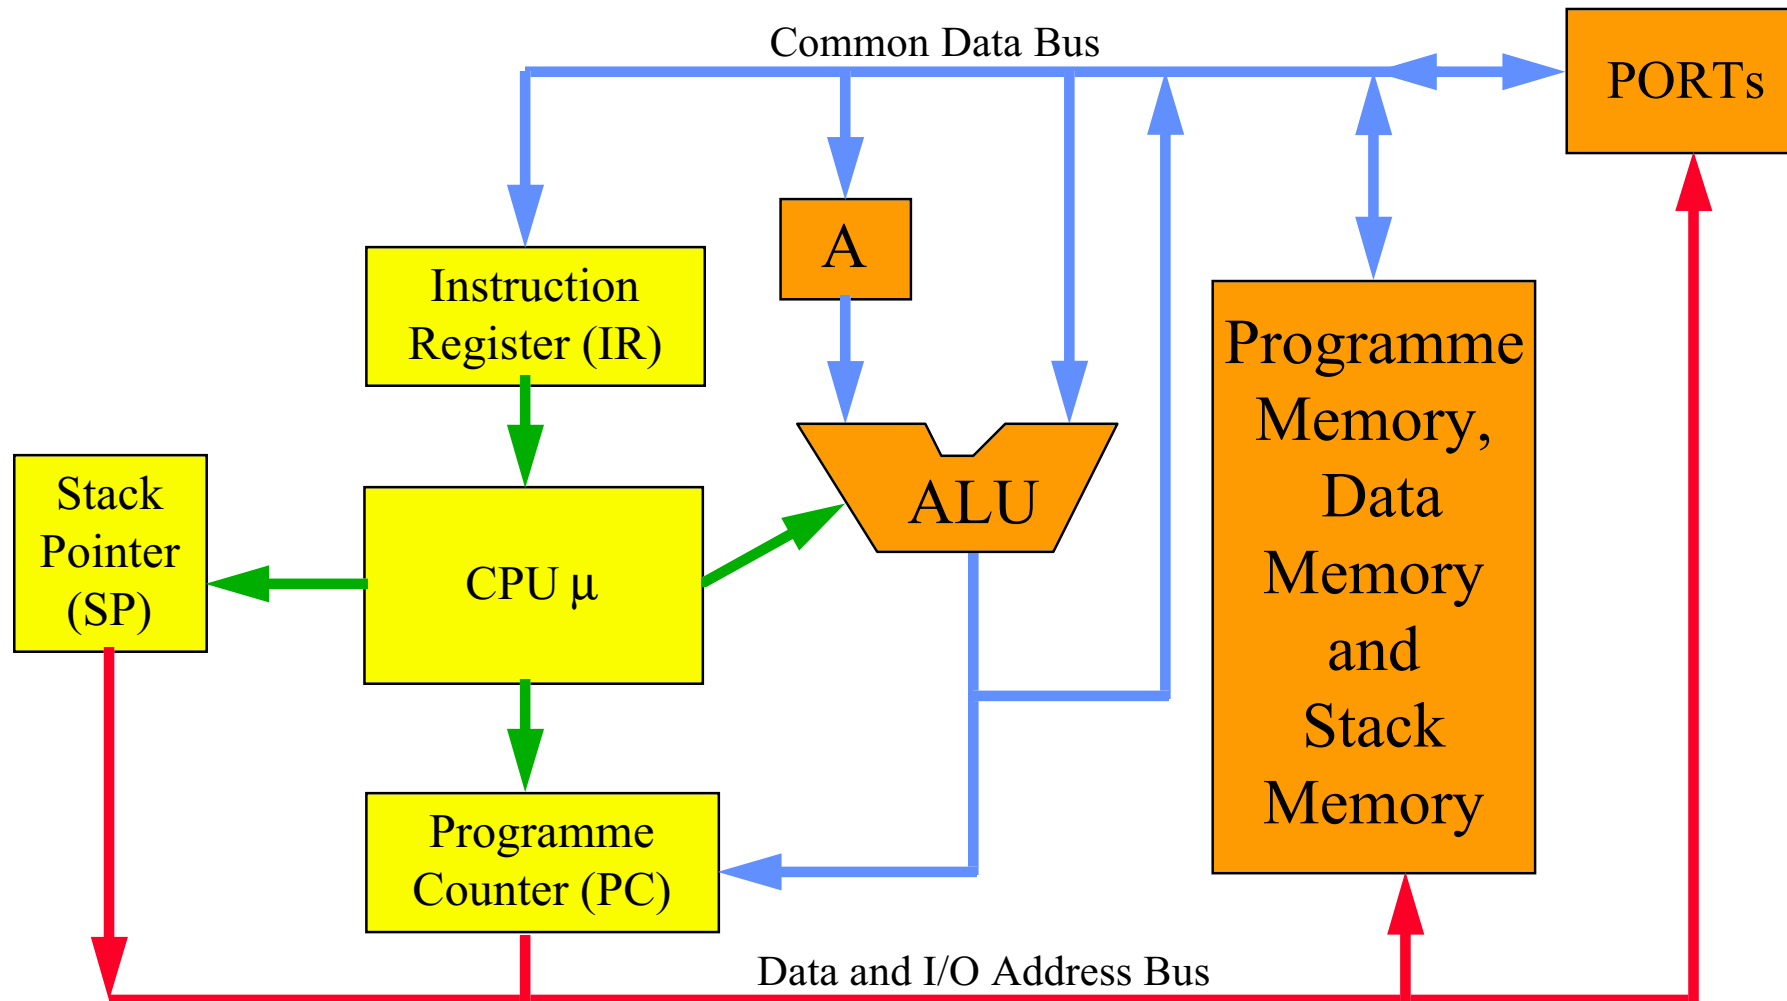 Common Data Bus
PORTs
A
Instruction
Register (IR)
Programme
Memory,
Data
Memory
and
Stack
Memory
Stack
Pointer
(SP)
CPU µ
ALU
Programme
Counter (PC)
Data and I/O Address Bus